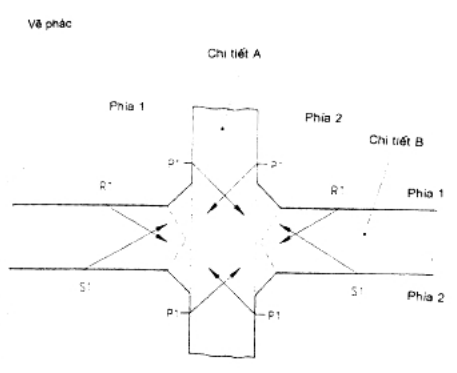 Vẽ phác
Chi tiết A
Phía 1
Phía 2
Chi tiết B
P1
P1
R1
R1
Phía 1
S1
S1
Phía 2
P1
P1